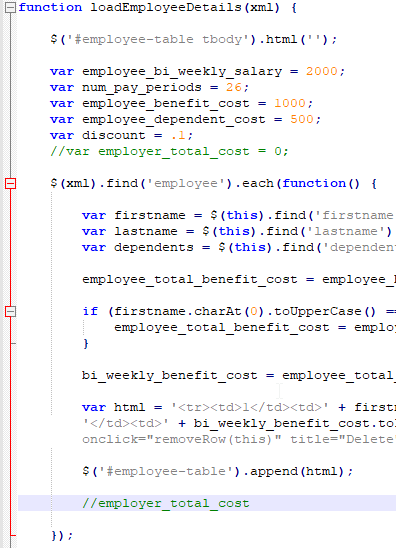 function loadEmployeeDetails(xml) {
$('#employee-table tbody').html('');
var employee_bi_weekly_salary = 2000;
var num_pay_periods = 26;
var employee_benefit_cost = 1000;
var employee_dependent_cost = 500;
var discount = .1;
//var employer_total_cost = 0;
$(xml).find('employee').each(function() {
var firstname = $(this).find('firstname
var lastname = $(this).find('lastname')
var dependents = $(this).find('dependen
employee_total_benefit_cost = employee_
if (firstname.charAt(0).toUpperCase() ==
employee_total_benefit_cost = emplo
}
bi_weekly_benefit_cost = employee_total_
var html = '<tr><td>1</td><td>' + first
'</td><td>' + bi_weekly_benefit_cost.to
onclick="removeRow(this)" title="Delete
$('#employee-table').append(html);
//employer_total_cost
});